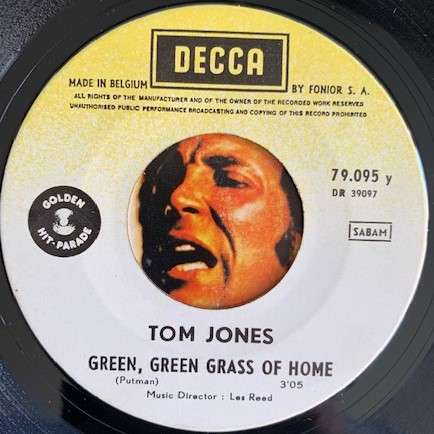 DECCA
MADE IN BELGIUM
BY FONIOR S. A.
ALL RIGHTS OF THE MANUFACTURER AND OF THE OWNER OF THE RECORDED WORK RESERVED
UNAUTHORISED PUBLIC PERFORMANCE BROADCASTING AND COPYING OF THIS RECORD PROHIBITED
79.095 y
DR 39097
GOLDEN
HIT-PARADE
SABAM
TOM JONES
GREEN, GREEN GRASS OF HOME
(Putman) 3'05
Music Director : Les Reed